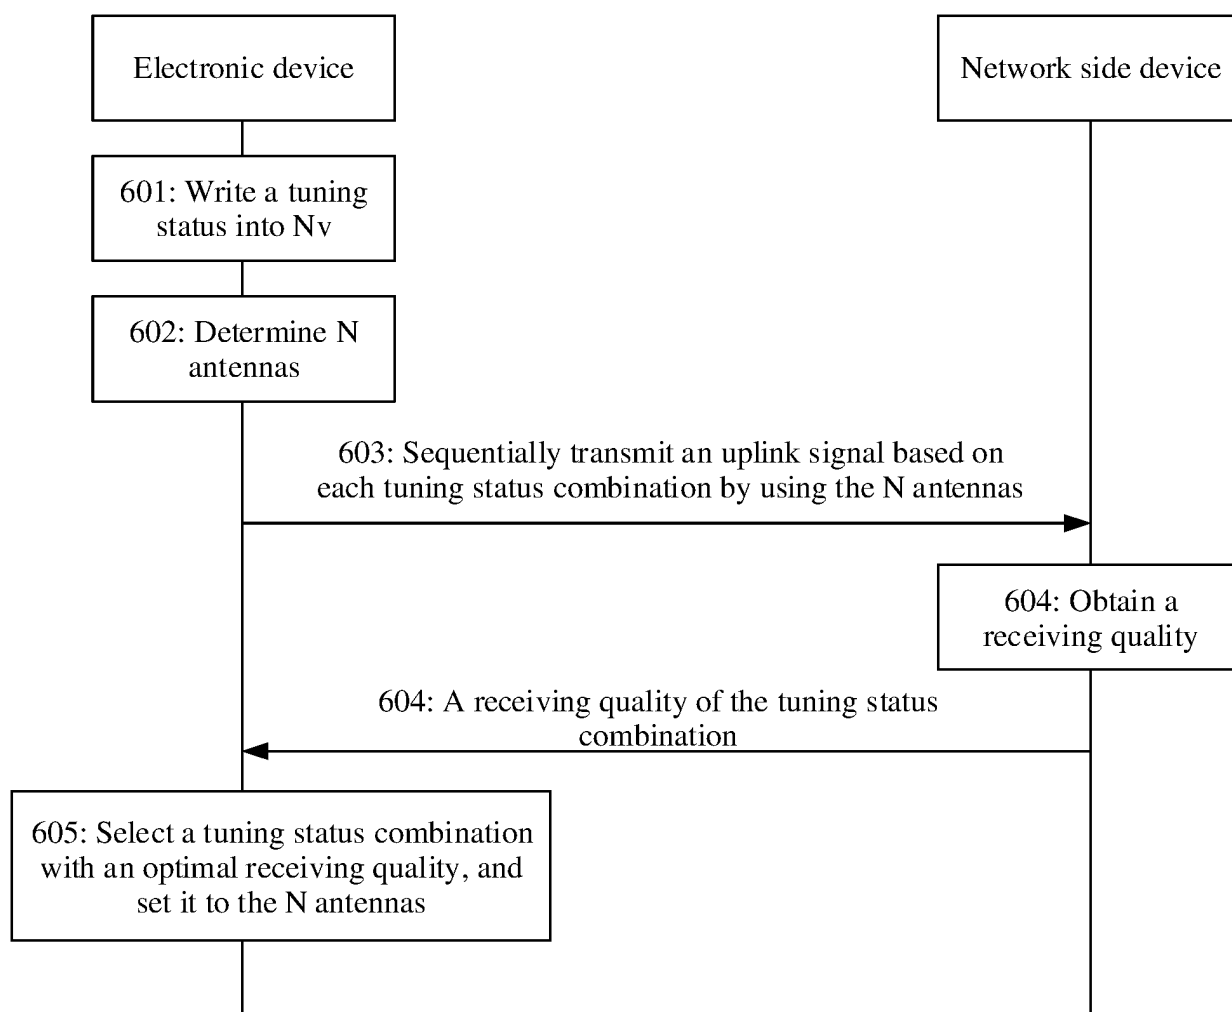 Electronic device
Network side device
601: Write a tuning
status into Nv
602: Determine N
antennas
603: Sequentially transmit an uplink signal based on
each tuning status combination by using the N antennas
604: Obtain a
receiving quality
604: A receiving quality of the tuning status
combination
605: Select a tuning status combination
with an optimal receiving quality, and
set it to the N antennas